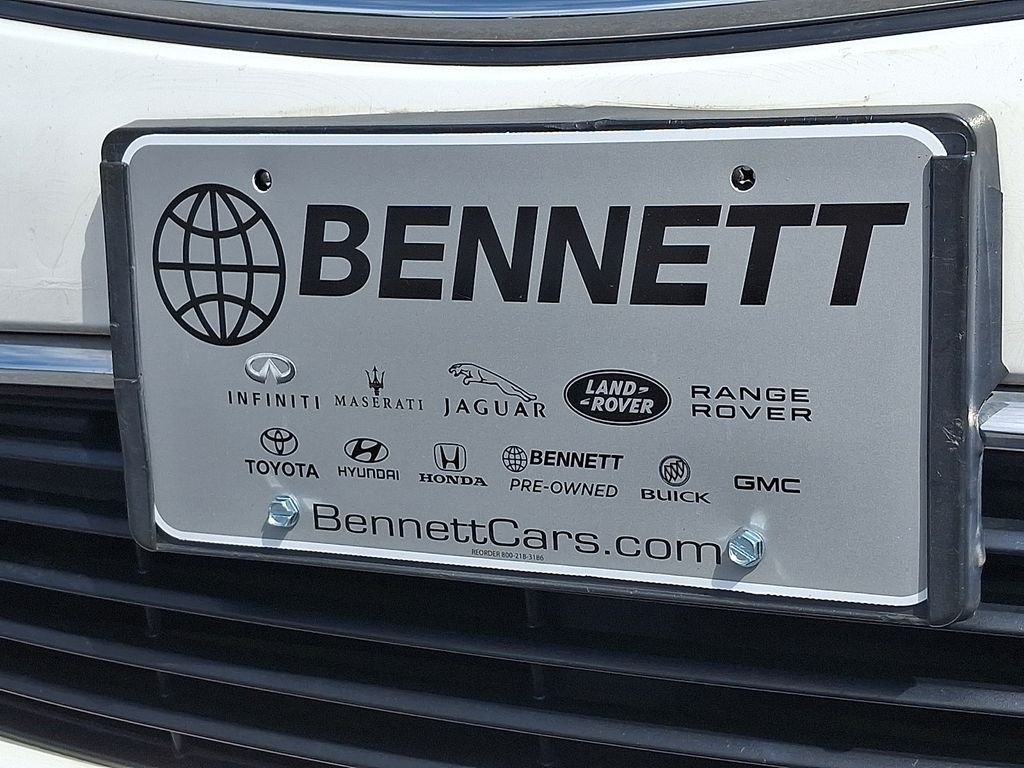 BENNETT
INFINITI MASERATI JAGUAR LAND-ROVER RANGE ROVER
TOYOTA HYUNDAI HONDA BENNETT PRE-OWNED BUICK GMC
BennettCars.com
REORDER 800-218-3186